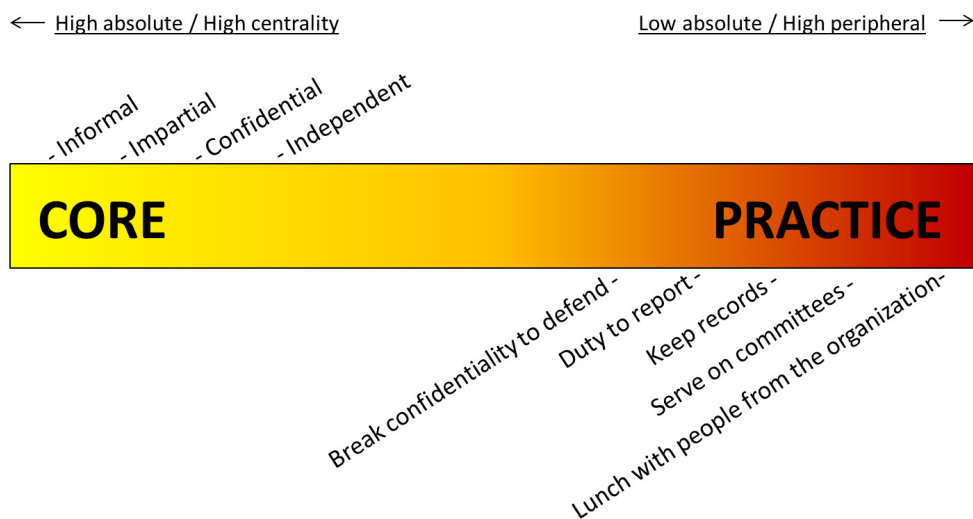 ← High absolute / High centrality
Low absolute / High peripheral →
- Informal
- Impartial
- Confidential
- Independent
CORE
PRACTICE
Break confidentiality to defend -
Duty to report -
Keep records -
Serve on committees -
Lunch with people from the organization-